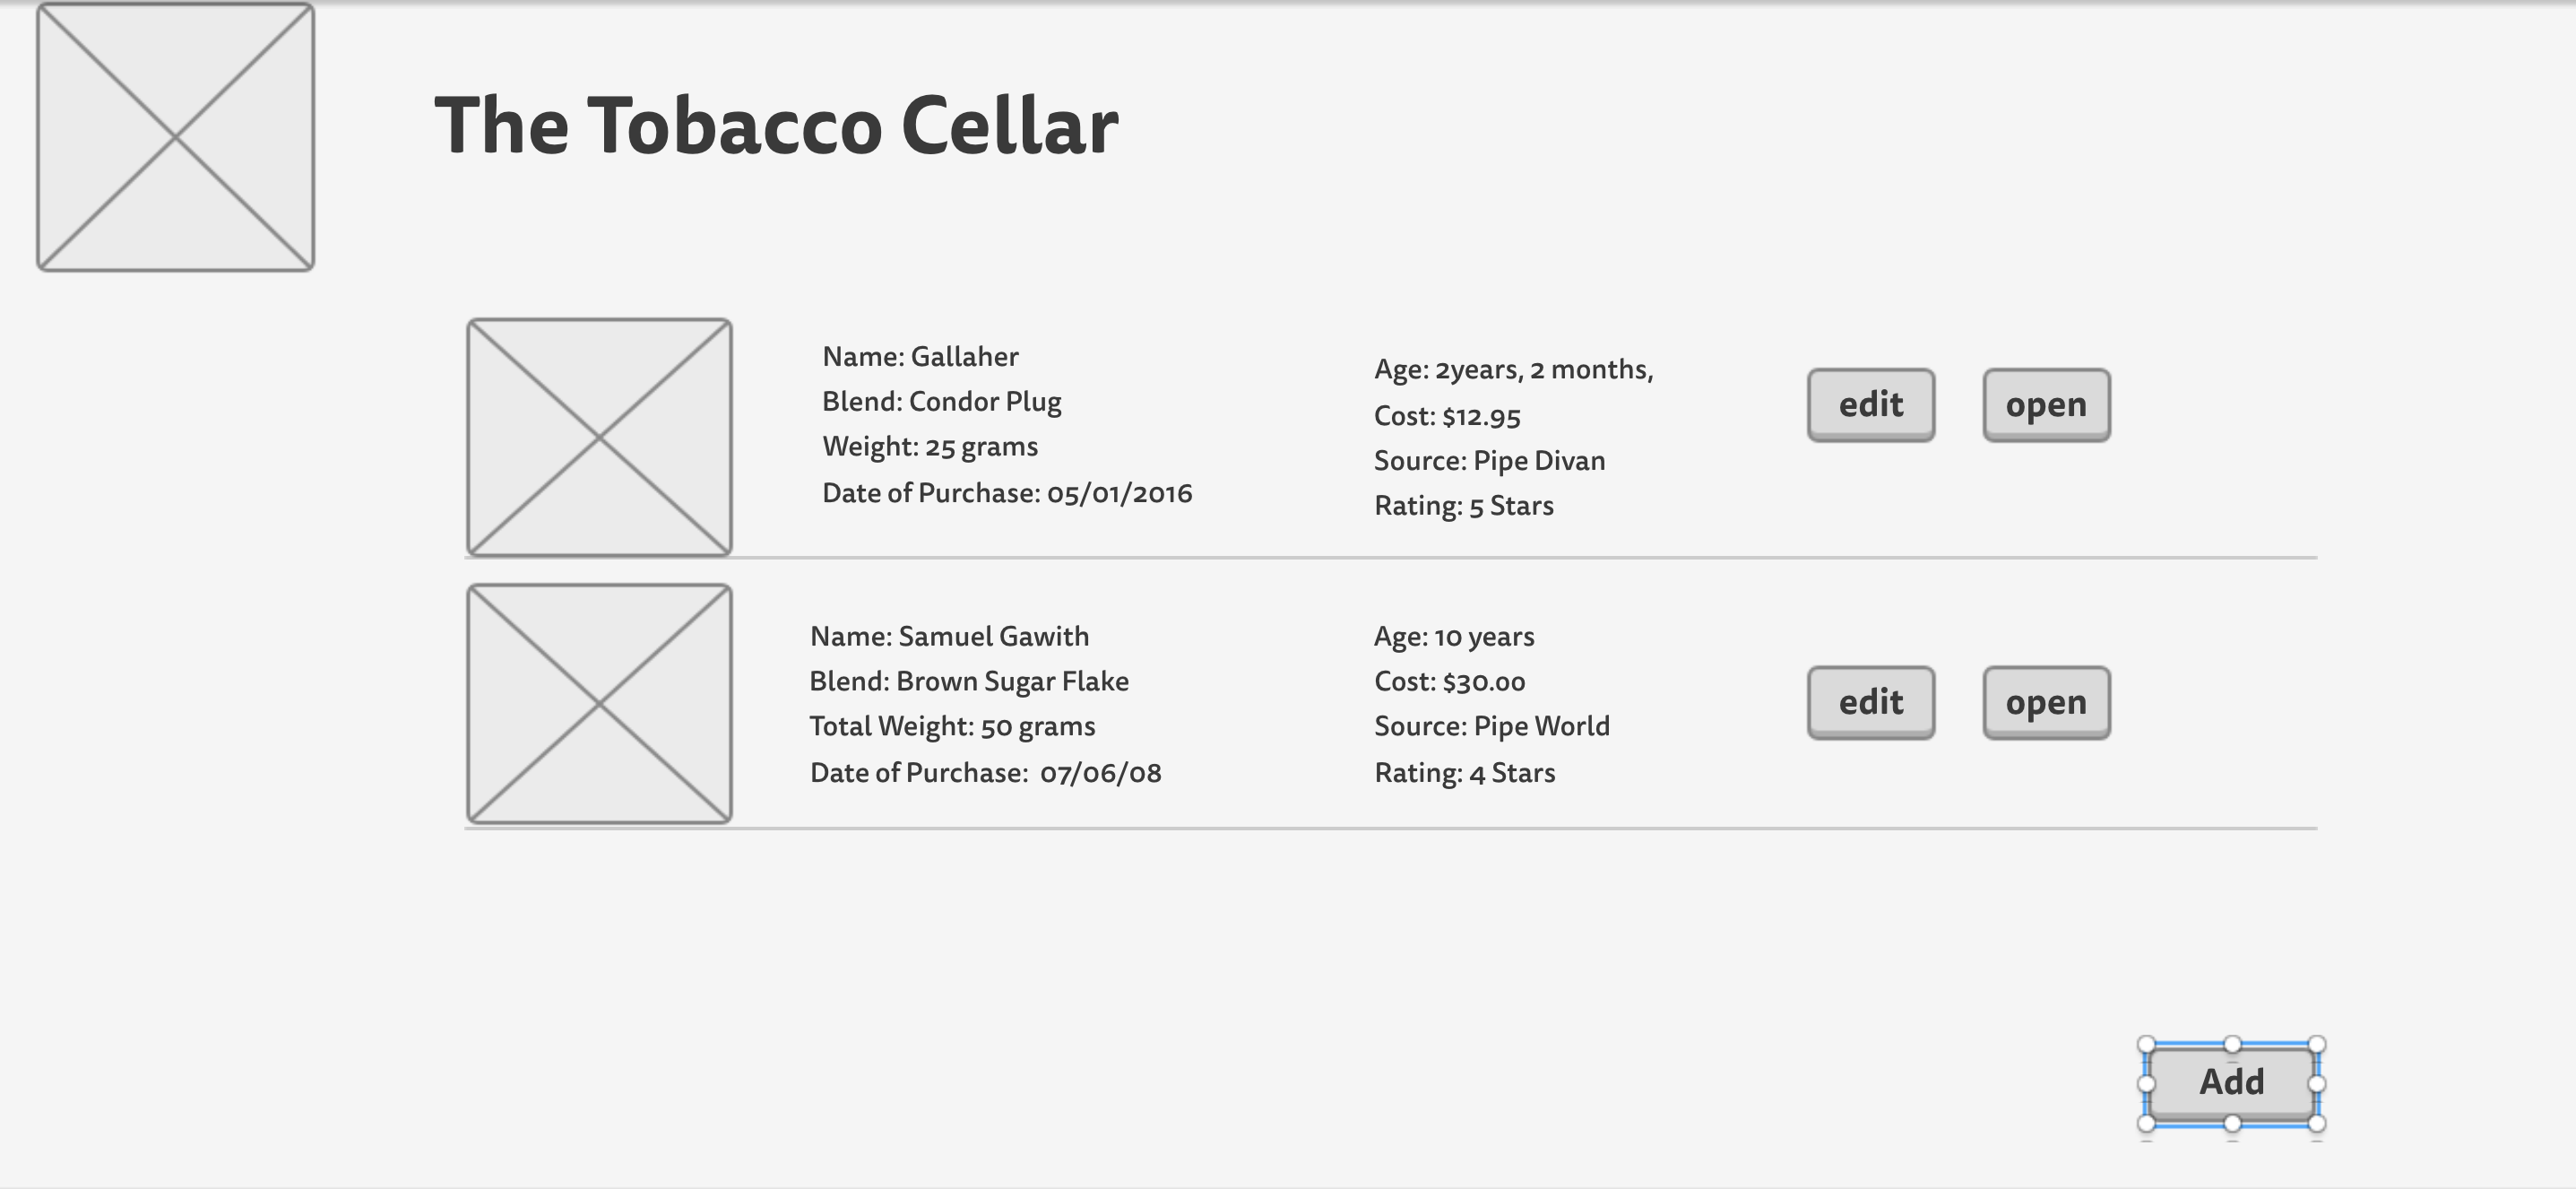 The Tobacco Cellar
Name: Gallaher
Blend: Condor Plug
Weight: 25 grams
Date of Purchase: 05/01/2016
Age: 2years, 2 months,
Cost: $12.95
Source: Pipe Divan
Rating: 5 Stars
edit
open
Name: Samuel Gawith
Blend: Brown Sugar Flake
Total Weight: 50 grams
Date of Purchase:  07/06/08
Age: 10 years
Cost: $30.00
Source: Pipe World
Rating: 4 Stars
edit
open
Add